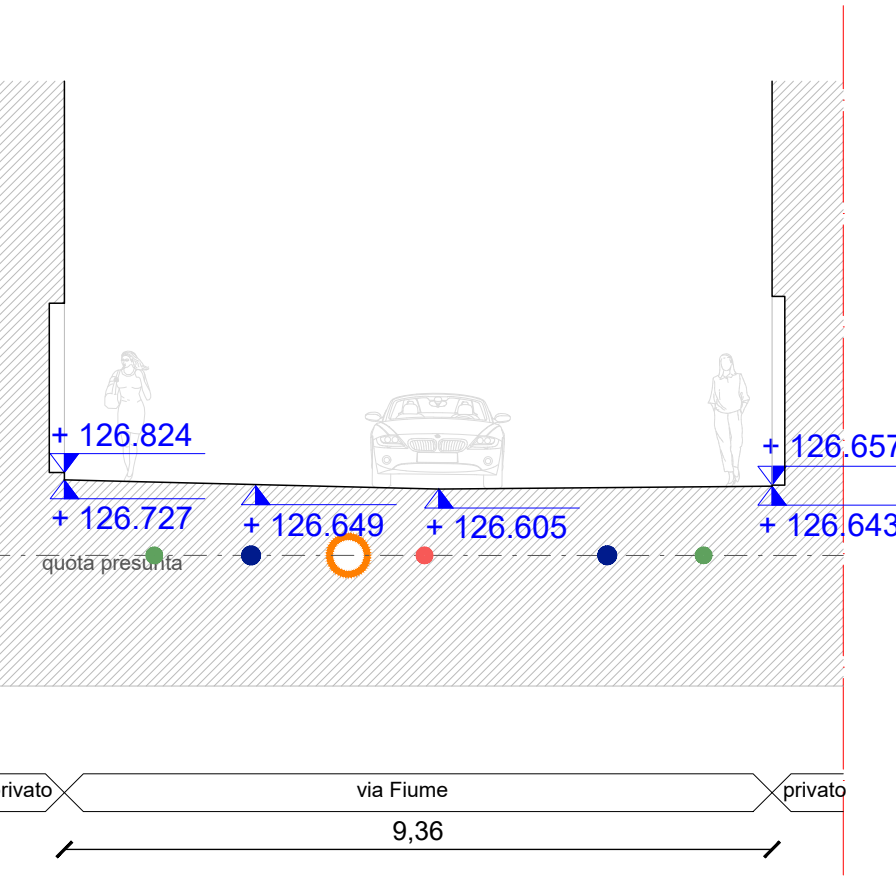 + 126.824
+ 126.657
+ 126.727
+ 126.649
+ 126.605
+ 126.643
quota presunta
rivato
via Fiume
privato
9,36